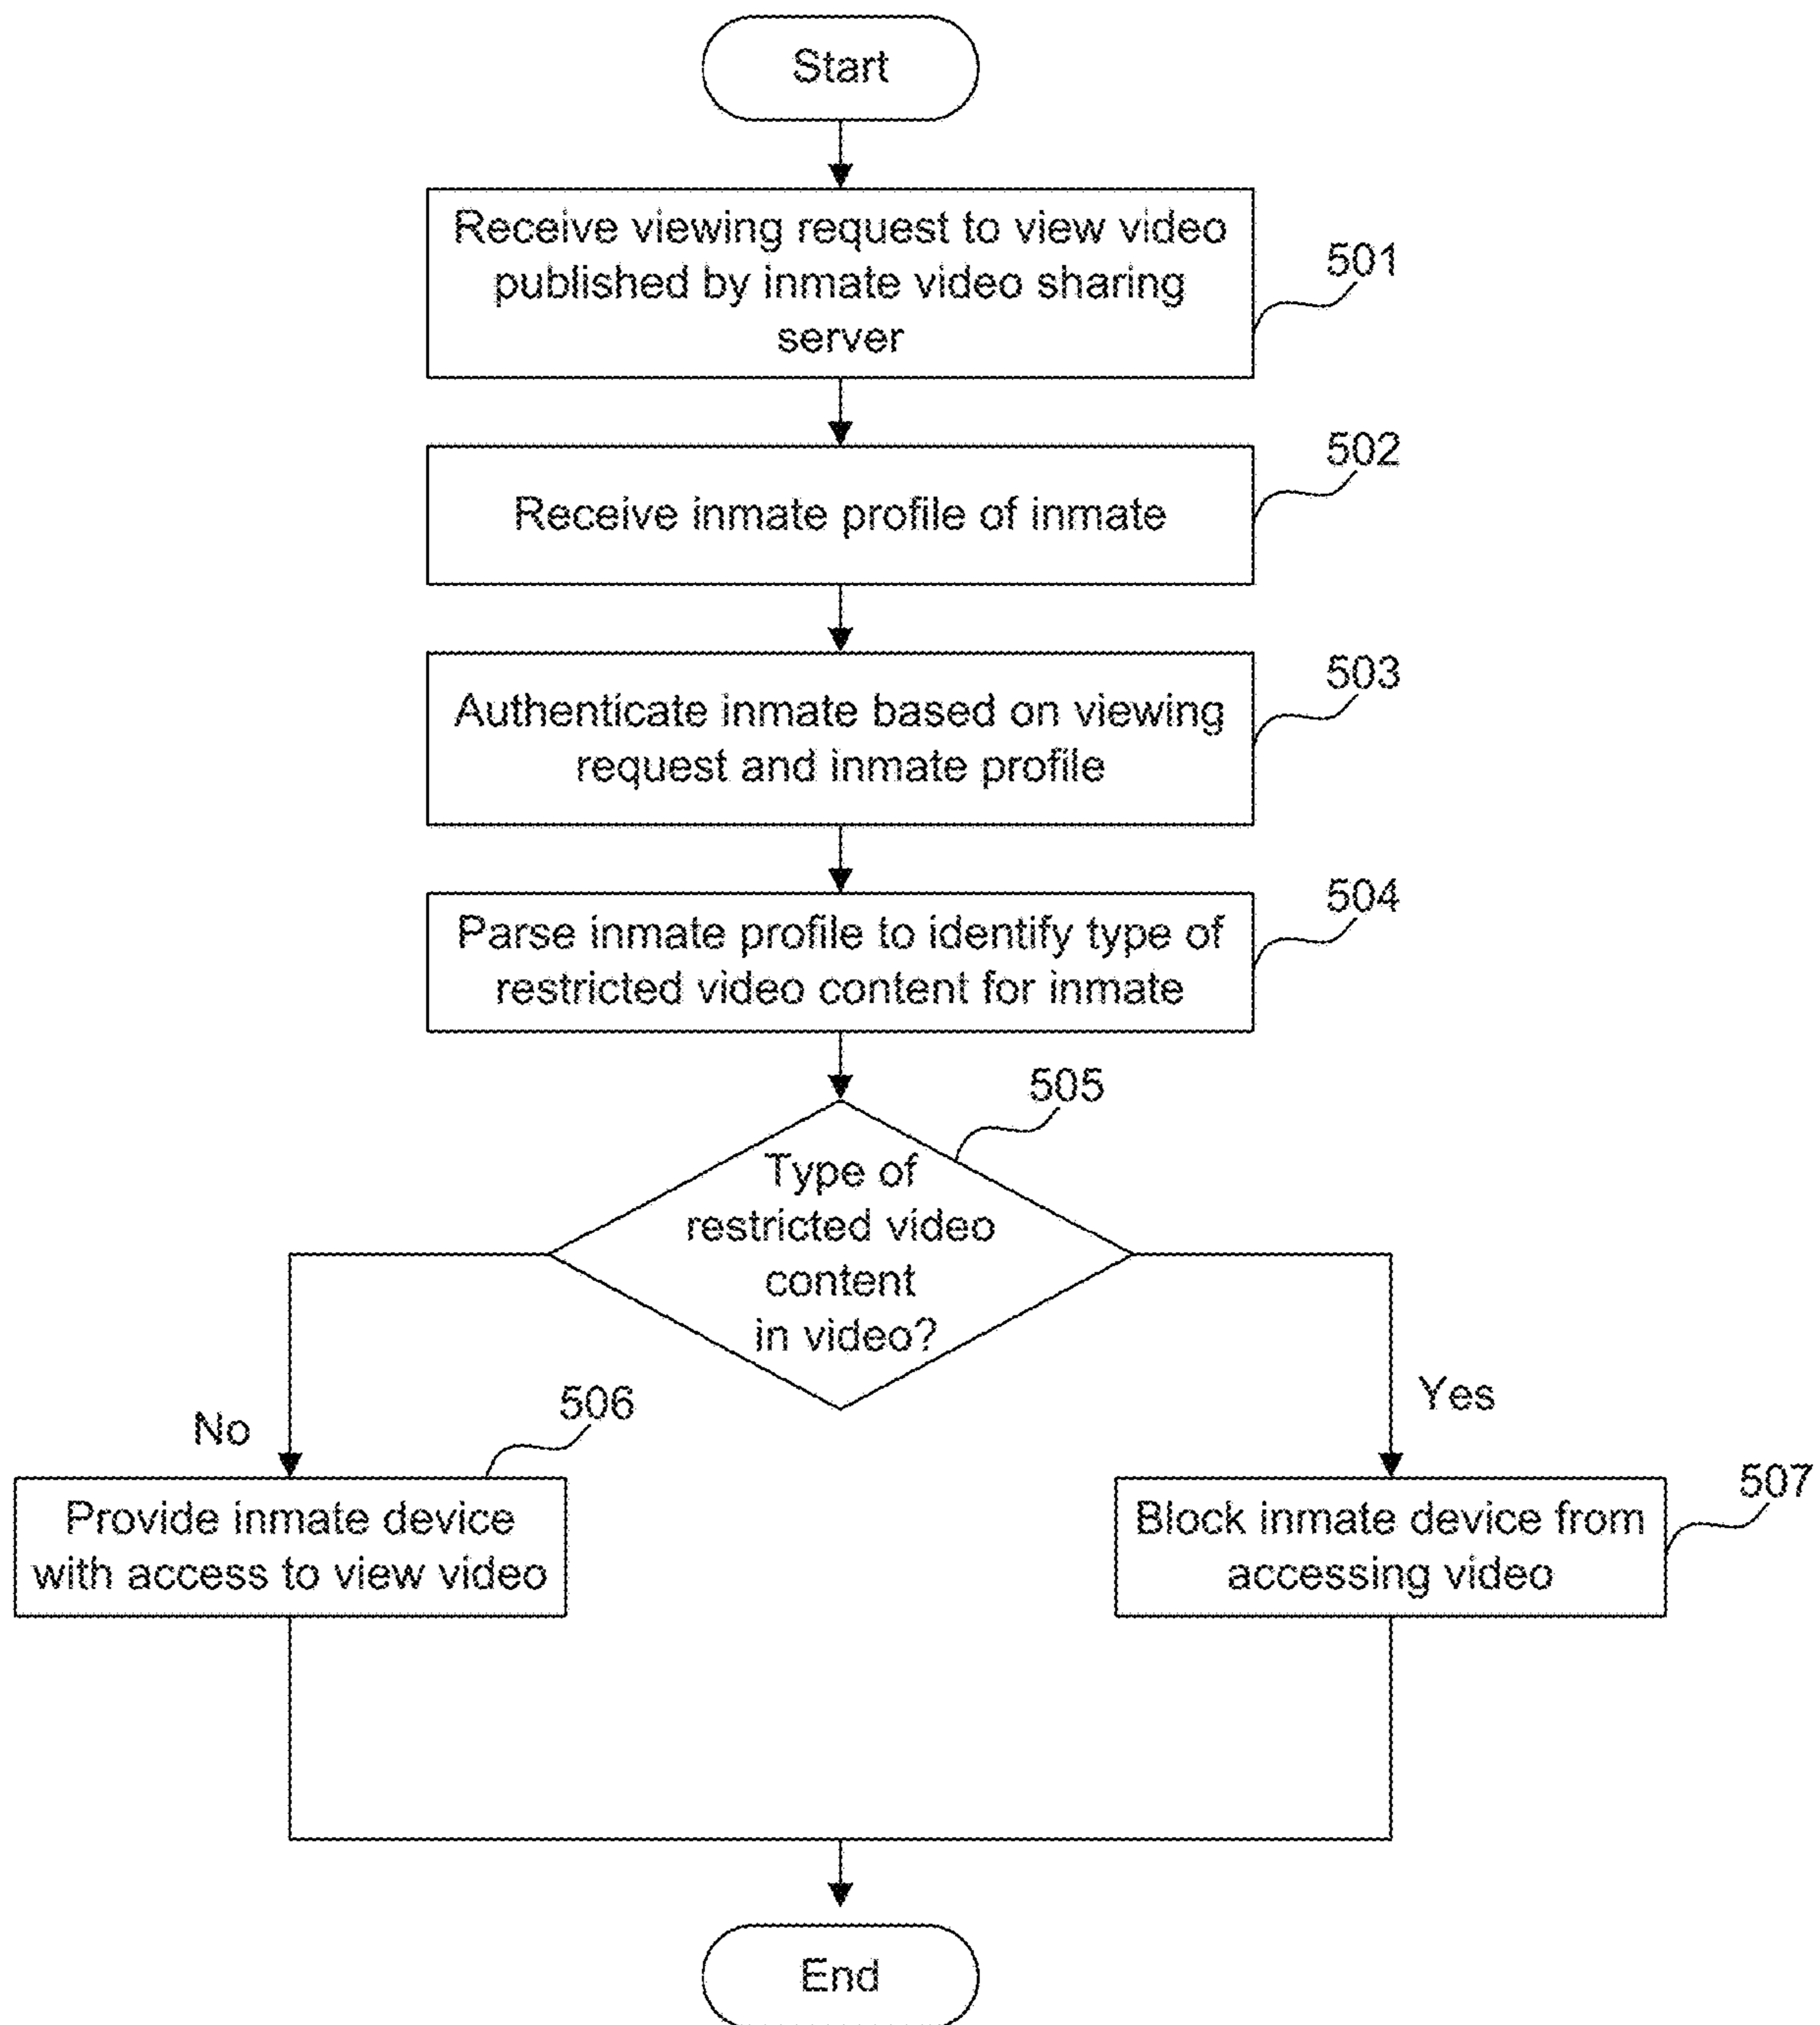 Start
Receive viewing request to view video
published by inmate video sharing
server
501
502
Receive inmate profile of inmate
503
Authenticate inmate based on viewing
request and inmate profile
504
Parse inmate profile to identify type of
restricted video content for inmate
505
Type of
restricted video
content
in video?
No
506
Yes
Provide inmate device
with access to view video
507
Block inmate device from
accessing video
End